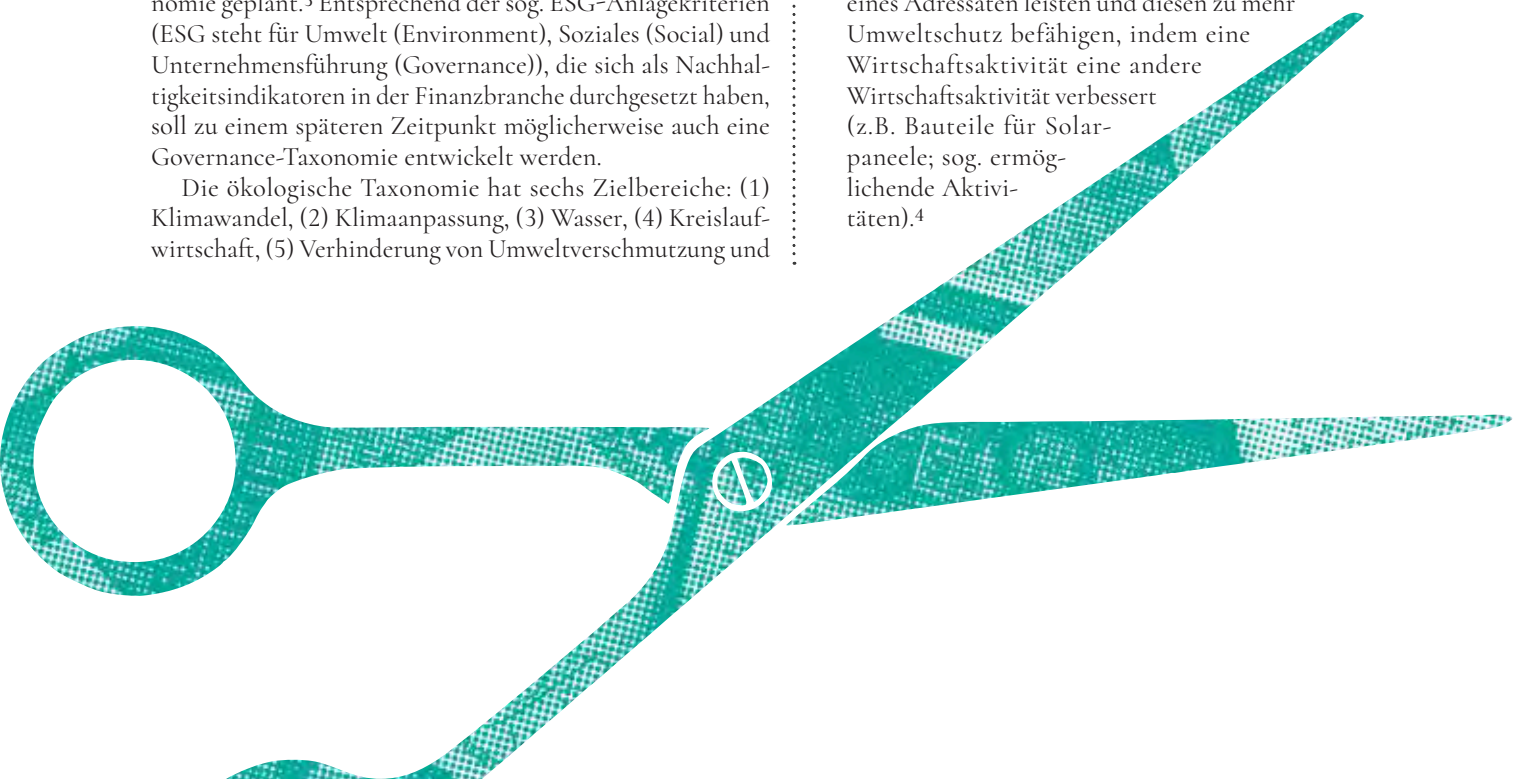 nomie geplant.³ Entsprechend der sog. ESG-Anlagekriterien
(ESG steht für Umwelt (Environment), Soziales (Social) und
Unternehmensführung (Governance)), die sich als Nachhal-
tigkeitsindikatoren in der Finanzbranche durchgesetzt haben,
soll zu einem späteren Zeitpunkt möglicherweise auch eine
Governance-Taxonomie entwickelt werden.
Die ökologische Taxonomie hat sechs Zielbereiche: (1)
Klimawandel, (2) Klimaanpassung, (3) Wasser, (4) Kreislauf-
wirtschaft, (5) Verhinderung von Umweltverschmutzung und
eines Adressaten leisten und diesen zu mehr
Umweltschutz befähigen, indem eine
Wirtschaftsaktivität eine andere
Wirtschaftsaktivität verbessert
(z.B. Bauteile für Solar-
paneele; sog. ermög-
lichende Aktivi-
täten).⁴